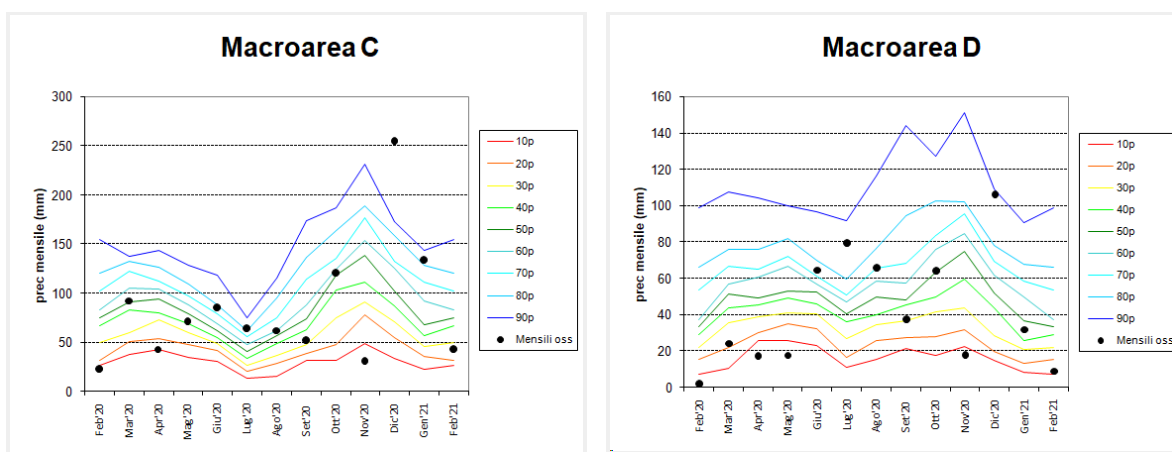 Macroarea C
prec mensile (mm)
300
250
200
150
100
50
0
Feb'20
Mar'20
Apr'20
Mag'20
Giu'20
Lug'20
Ago'20
Set'20
Ott'20
Nov'20
Dic'20
Gen'21
Feb'21
10p
20p
30p
40p
50p
60p
70p
80p
90p
Mensili oss
Macroarea D
prec mensile (mm)
160
140
120
100
80
60
40
20
0
Feb'20
Mar'20
Apr'20
Mag'20
Giu'20
Lug'20
Ago'20
Set'20
Ott'20
Nov'20
Dic'20
Gen'21
Feb'21
10p
20p
30p
40p
50p
60p
70p
80p
90p
Mensili oss